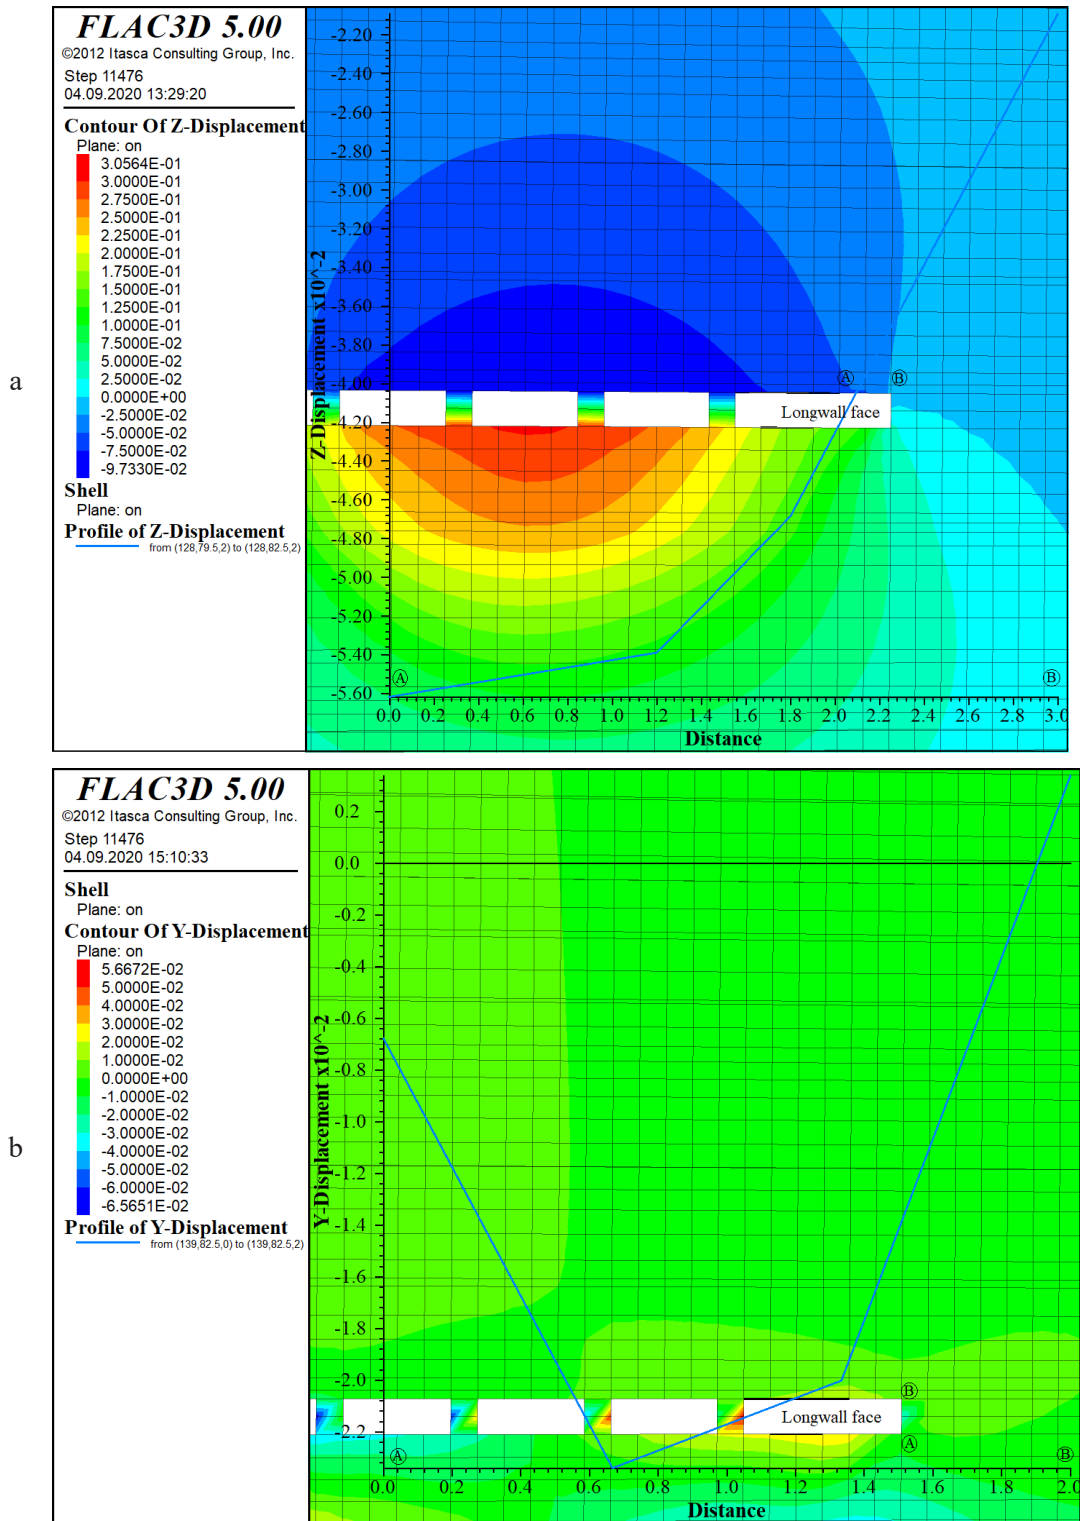 a
FLAC3D 5.00
©2012 Itasca Consulting Group, Inc.
Step 11476
04.09.2020 13:29:20
Contour Of Z-Displacement
Plane: on
3.0564E-01
3.0000E-01
2.7500E-01
2.5000E-01
2.2500E-01
2.0000E-01
1.7500E-01
1.5000E-01
1.2500E-01
1.0000E-01
7.5000E-02
5.0000E-02
2.5000E-02
0.0000E+00
-2.5000E-02
-5.0000E-02
-7.5000E-02
-9.7330E-02
Shell
Plane: on
Profile of Z-Displacement
from (128,79.5,2) to (128,82.5,2)
Z-Displacement x10^-2
-2.20
-2.40
-2.60
-2.80
-3.00
-3.20
-3.40
-3.60
-3.80
-4.00
-4.20
-4.40
-4.60
-4.80
-5.00
-5.20
-5.40
-5.60
A B
Longwall face
A B
0.0 0.2 0.4 0.6 0.8 1.0 1.2 1.4 1.6 1.8 2.0 2.2 2.4 2.6 2.8 3.0
Distance
b
FLAC3D 5.00
©2012 Itasca Consulting Group, Inc.
Step 11476
04.09.2020 15:10:33
Shell
Plane: on
Contour Of Y-Displacement
Plane: on
5.6672E-02
5.0000E-02
4.0000E-02
3.0000E-02
2.0000E-02
1.0000E-02
0.0000E+00
-1.0000E-02
-2.0000E-02
-3.0000E-02
-4.0000E-02
-5.0000E-02
-6.0000E-02
-6.5651E-02
Profile of Y-Displacement
from (139,82.5,0) to (139,82.5,2)
Y-Displacement x10^-2
0.2
0.0
-0.2
-0.4
-0.6
-0.8
-1.0
-1.2
-1.4
-1.6
-1.8
-2.0
-2.2
B
Longwall face
A
A B
0.0 0.2 0.4 0.6 0.8 1.0 1.2 1.4 1.6 1.8 2.0
Distance